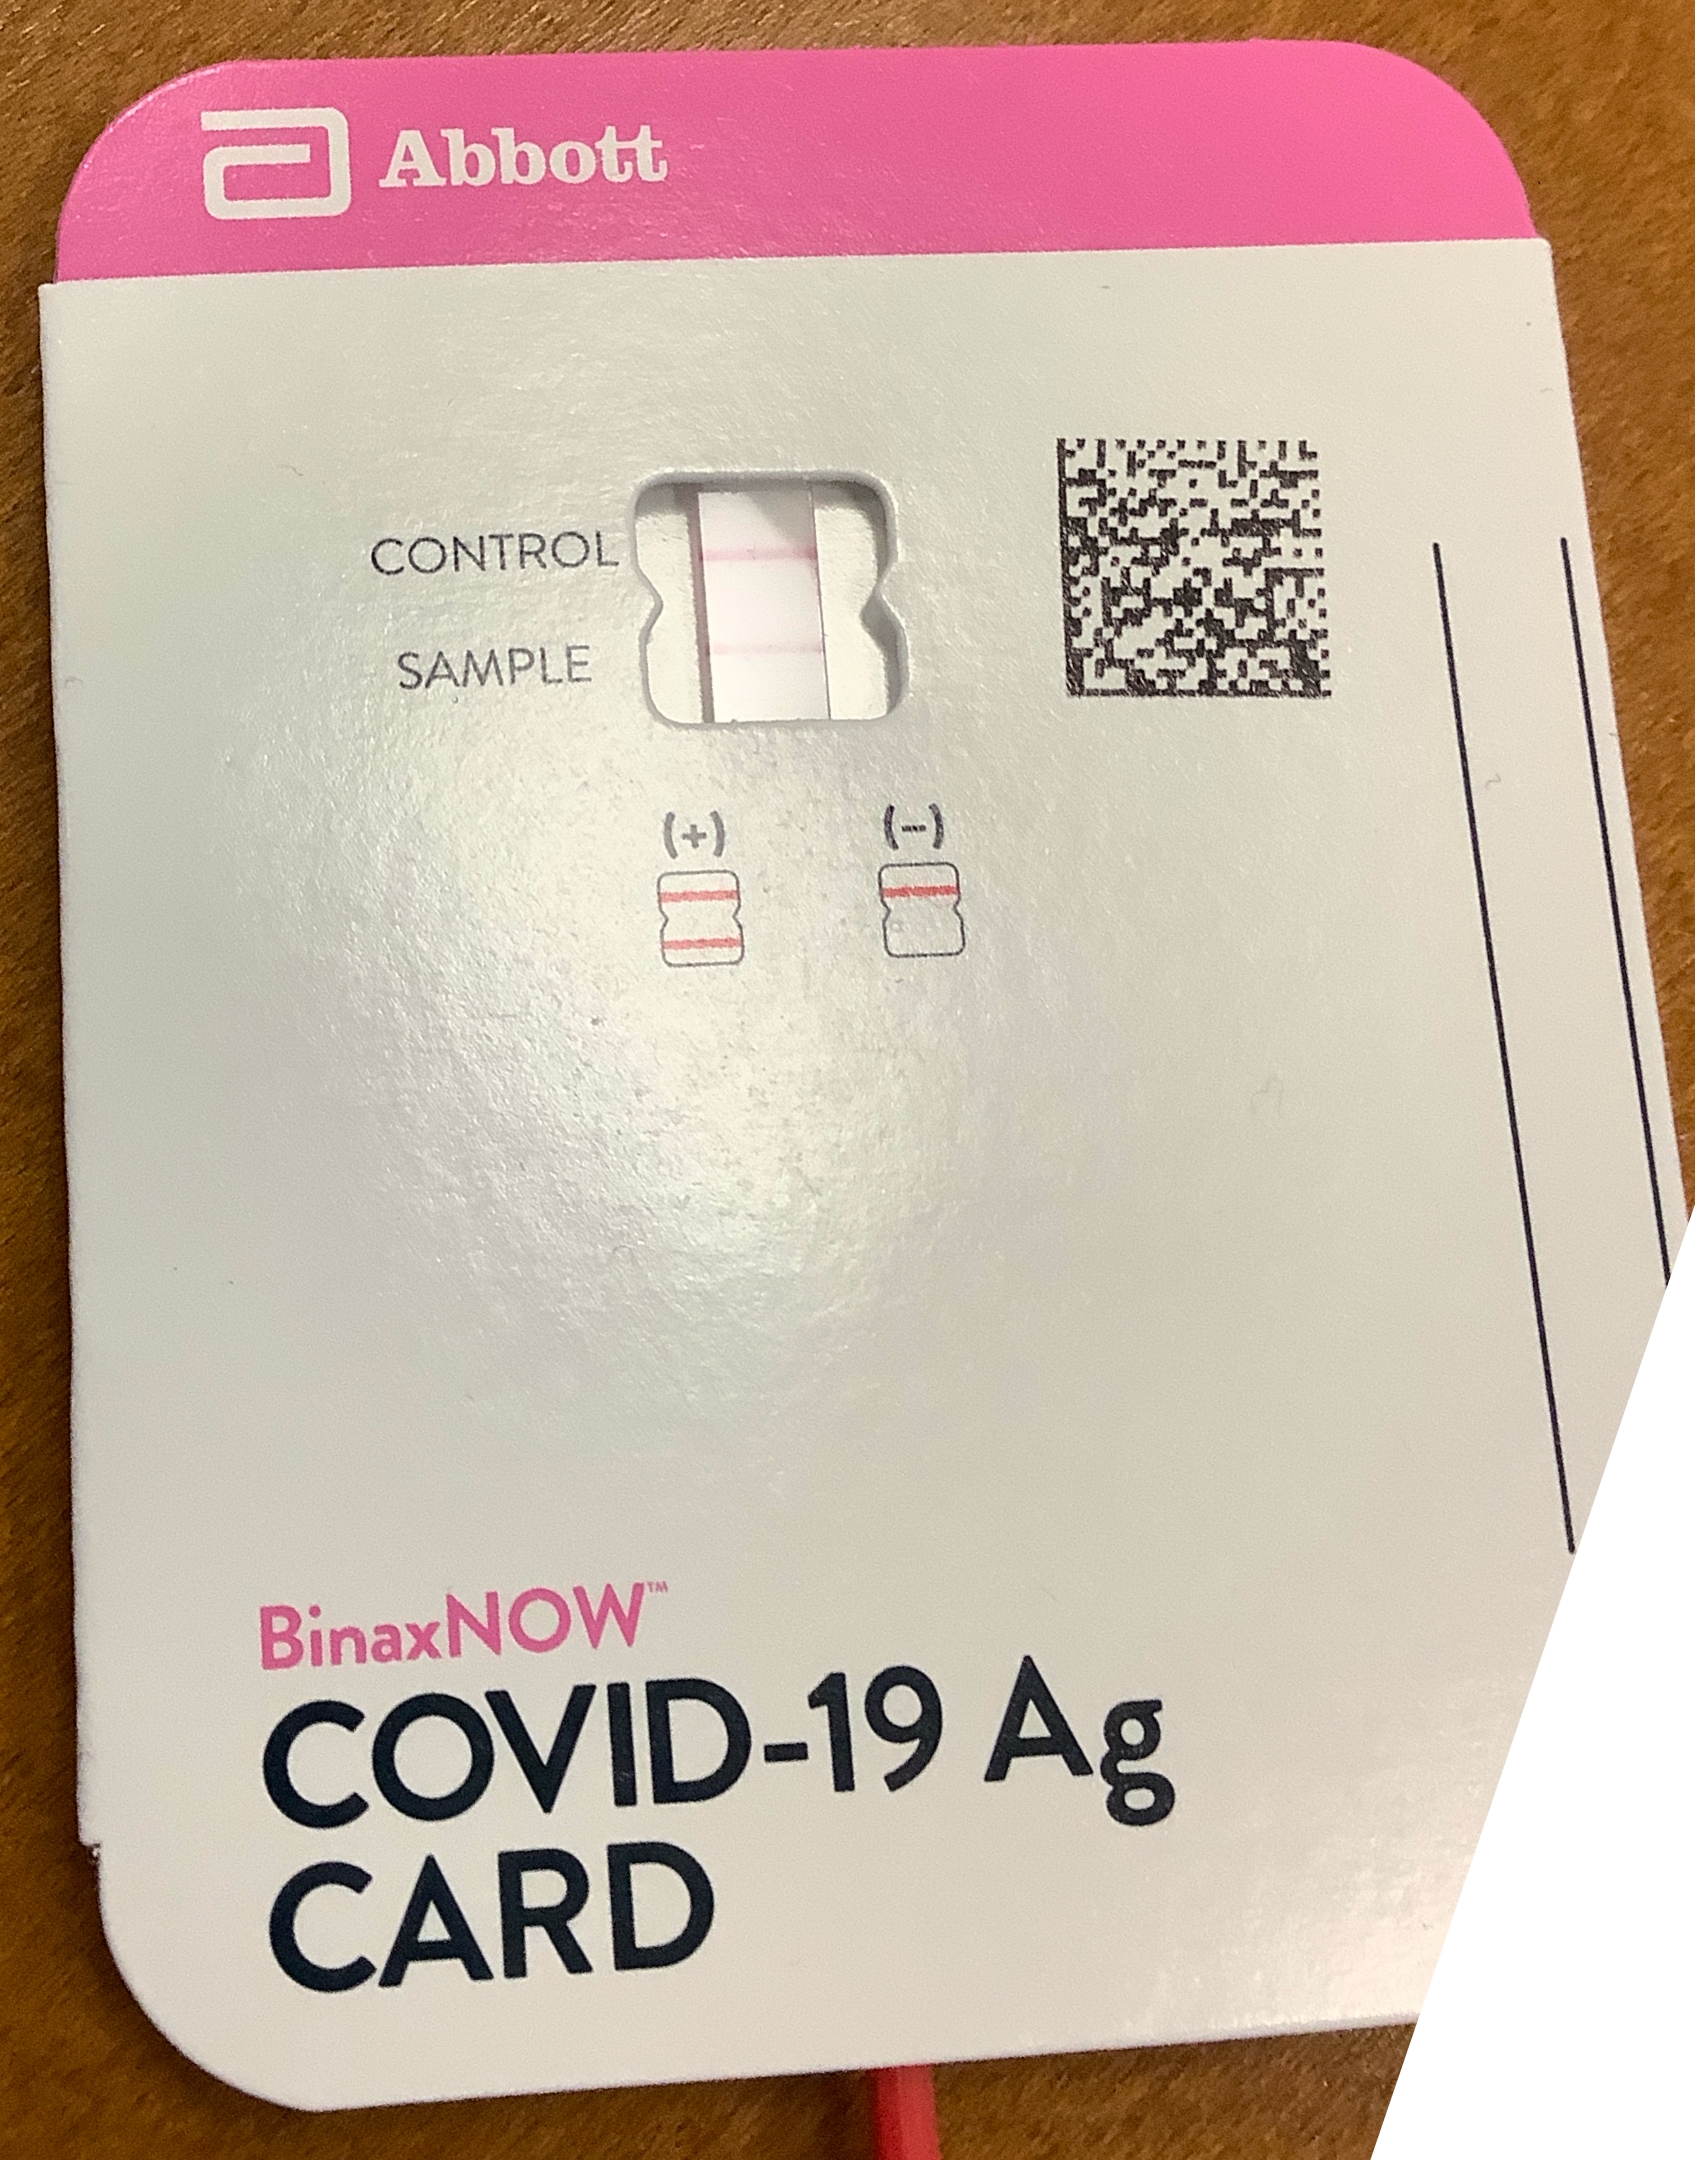 Abbott
CONTROL
SAMPLE
(+) (-)
BinaxNOW™
COVID-19 Ag
CARD